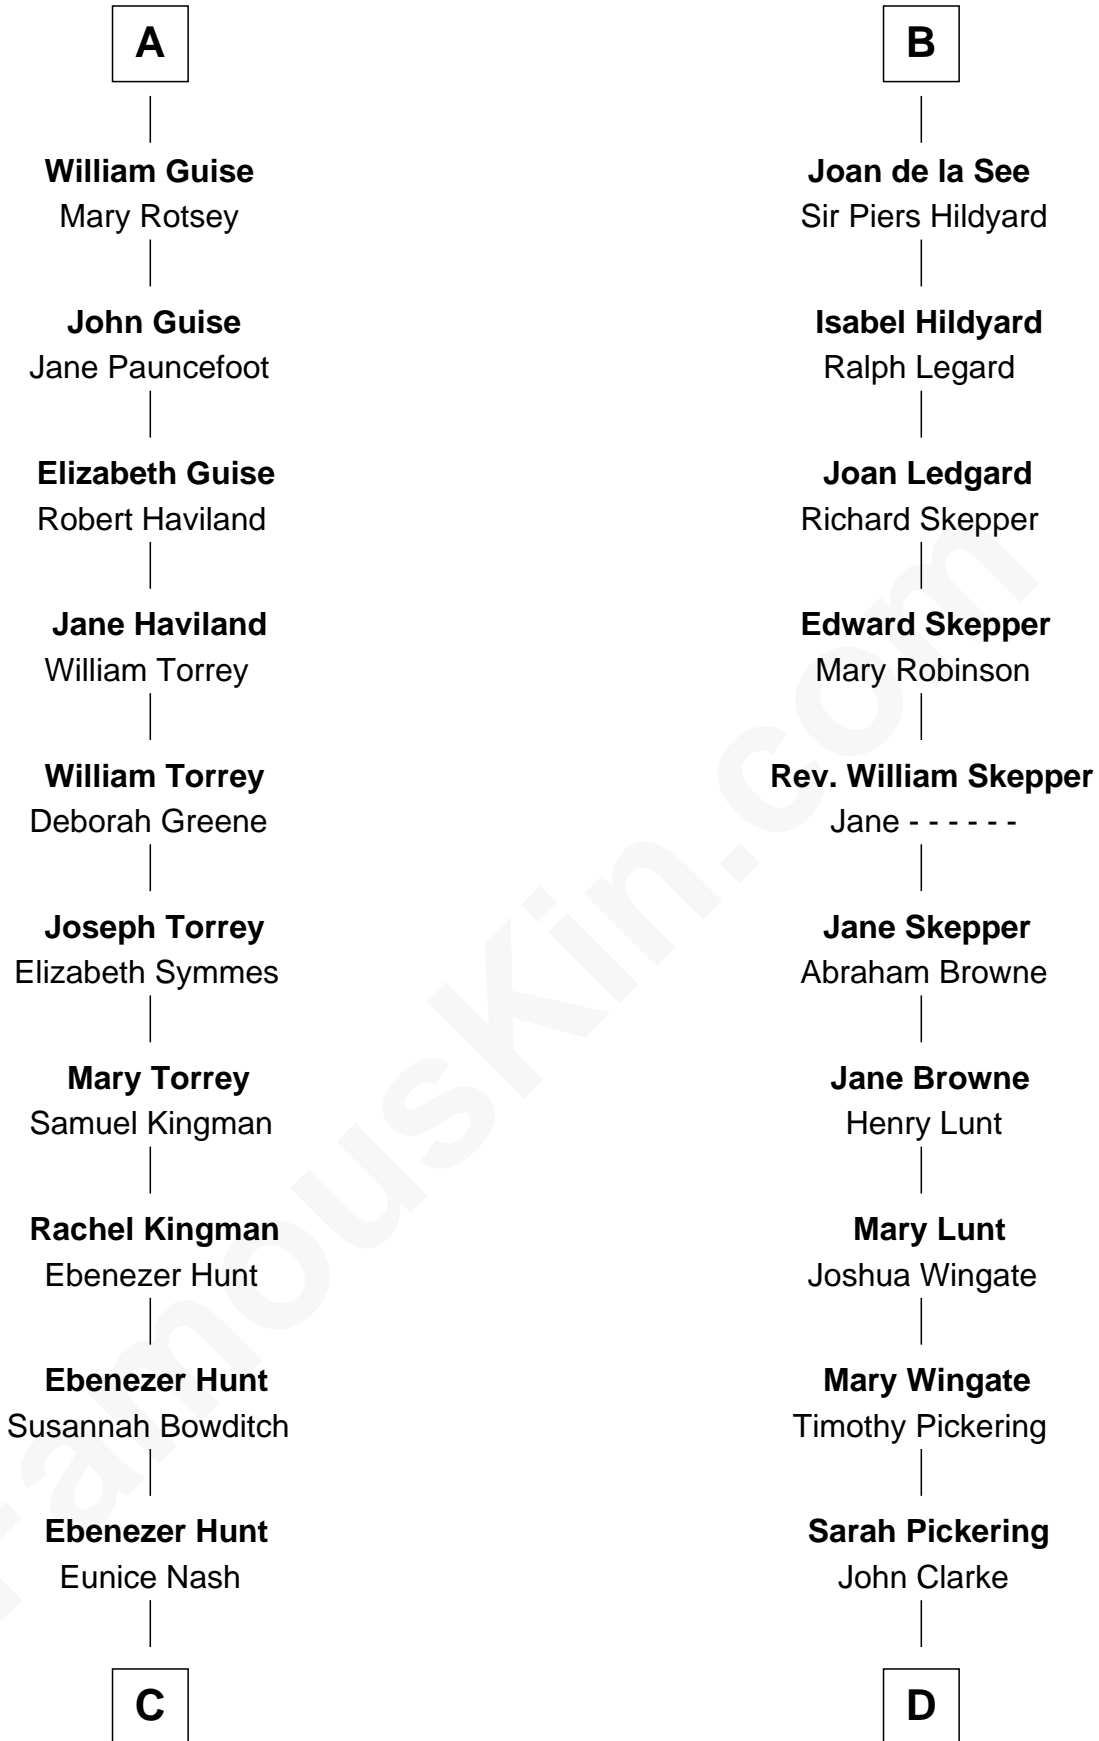 A
William Guise
Mary Rotsey
John Guise
Jane Pauncefoot
Elizabeth Guise
Robert Haviland
Jane Haviland
William Torrey
William Torrey
Deborah Greene
Joseph Torrey
Elizabeth Symmes
Mary Torrey
Samuel Kingman
Rachel Kingman
Ebenezer Hunt
Ebenezer Hunt
Susannah Bowditch
Ebenezer Hunt
Eunice Nash
C
B
Joan de la See
Sir Piers Hildyard
Isabel Hildyard
Ralph Legard
Joan Ledgard
Richard Skepper
Edward Skepper
Mary Robinson
Rev. William Skepper
Jane - - - - - -
Jane Skepper
Abraham Browne
Jane Browne
Henry Lunt
Mary Lunt
Joshua Wingate
Mary Wingate
Timothy Pickering
Sarah Pickering
John Clarke
D
FamousKin.com